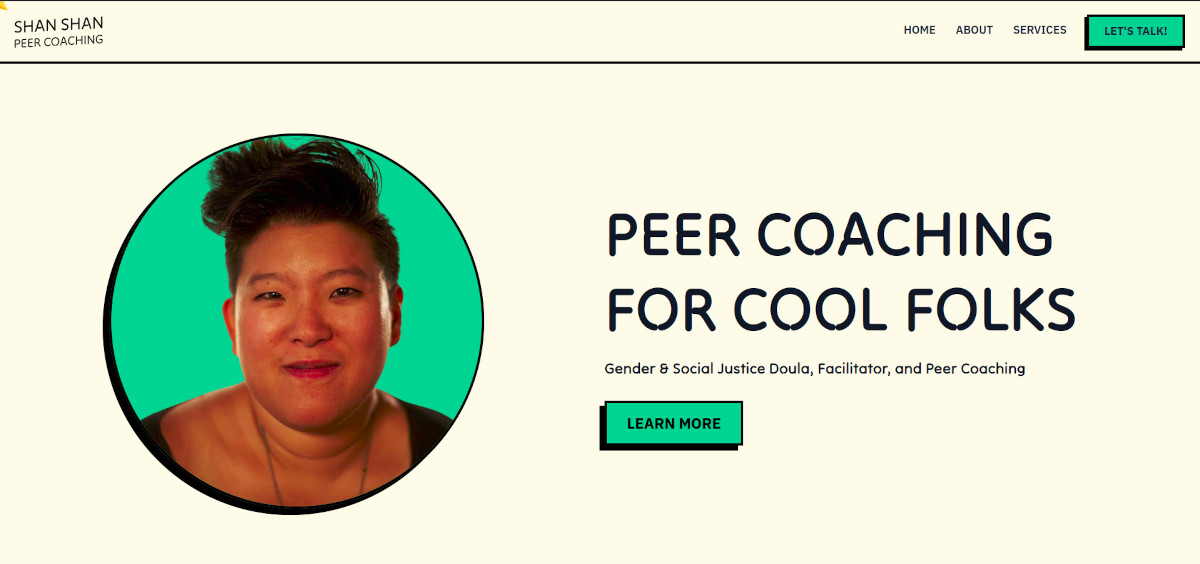 SHAN SHAN
PEER COACHING
HOME
ABOUT
SERVICES
LET'S TALK!
PEER COACHING
FOR COOL FOLKS
Gender & Social Justice Doula, Facilitator, and Peer Coaching
LEARN MORE